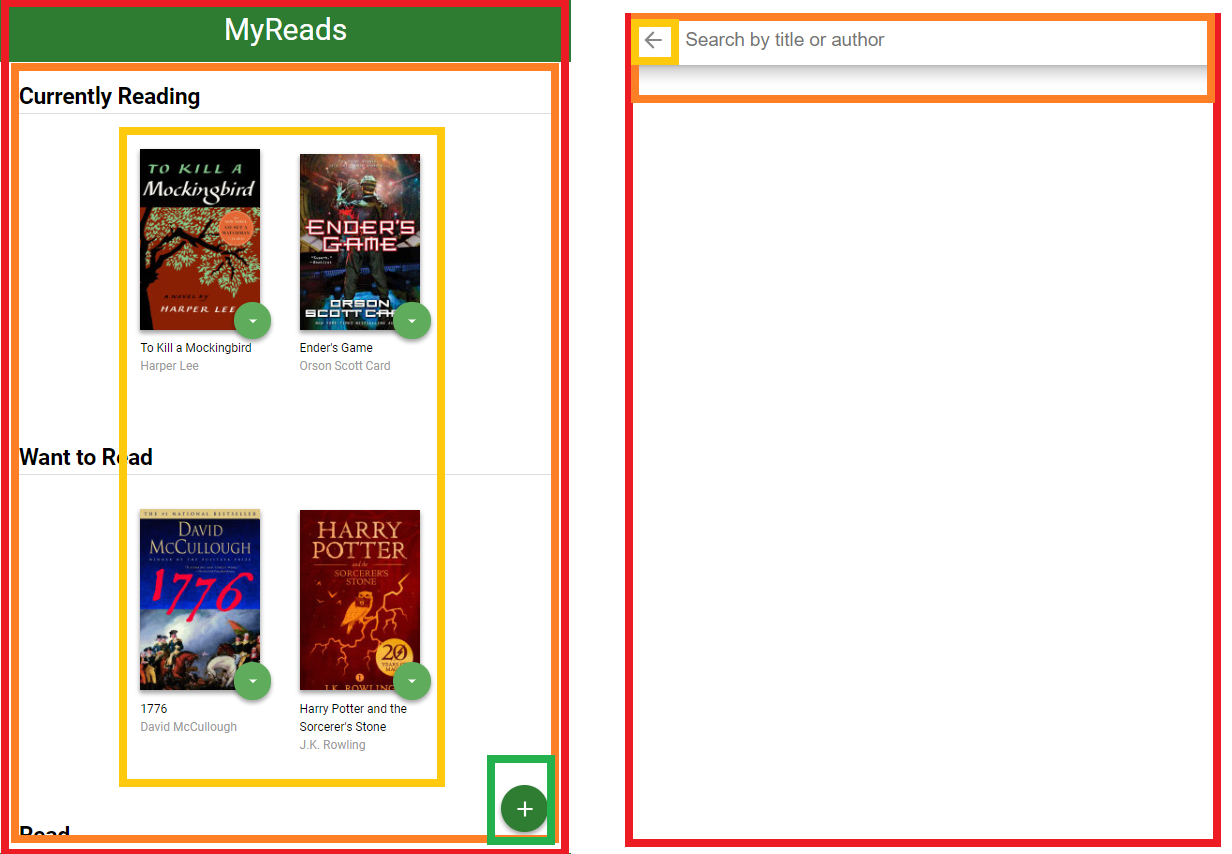 MyReads
Currently Reading
TO KILL A
Mockingbird
A NOVEL BY
HARPER LEE
ENDER'S
GAME
ORSON
SCOTT CA
To Kill a Mockingbird
Harper Lee
Ender's Game
Orson Scott Card
Want to Read
THE #1 NATIONAL BESTSELLER
DAVID
McCULLOUGH
1776
HARRY
POTTER
and the
SORCERER'S
STONE
20
YEARS OF
J.K. ROWLING
1776
David McCullough
Harry Potter and the
Sorcerer's Stone
J.K. Rowling
Read
Search by title or author